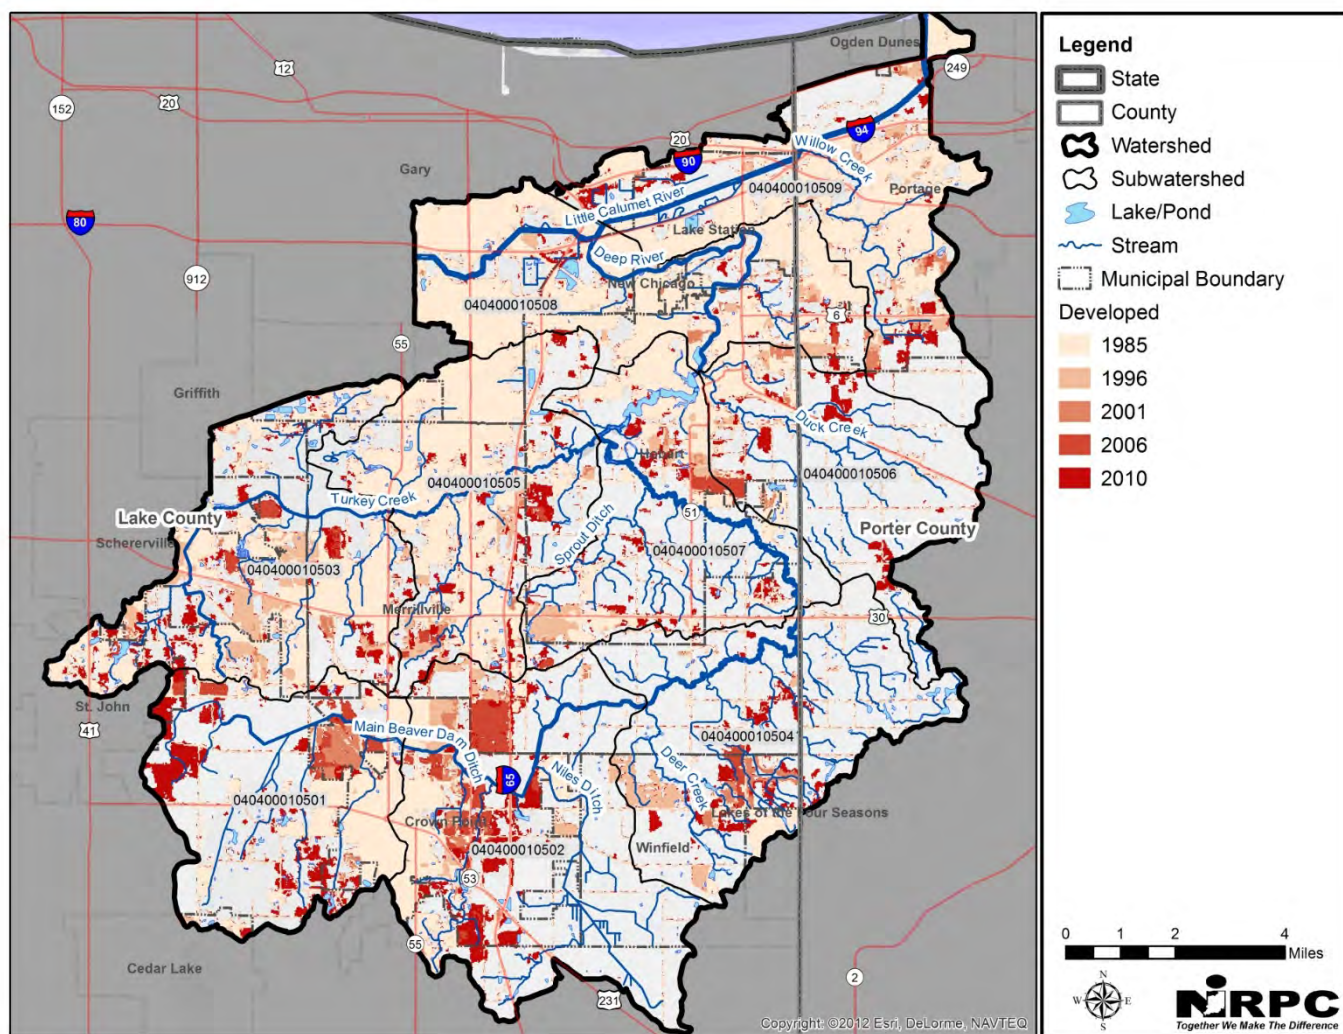 Ogden Dunes
12
249
20
152
94
20
Willow Creek
90
Gary
040400010509
Portage
Little Calumet River
80
Lake Station
Deep River
912
New Chicago
040400010508
6
55
Griffith
Duck Creek
Hobart
040400010506
040400010505
Turkey Creek
Lake County
51
Porter County
Schererville
Sprout Ditch
040400010507
040400010503
Merrillville
30
St. John
41
Main Beaver Dam Ditch
040400010504
65
Niles Ditch
Deer Creek
040400010501
Crown Point
Lakes of the Four Seasons
040400010502
Winfield
53
55
Cedar Lake
231
2
Copyright: ©2012 Esri, DeLorme, NAVTEQ
Legend
State
County
Watershed
Subwatershed
Lake/Pond
Stream
Municipal Boundary
Developed
1985
1996
2001
2006
2010
0 1 2 4
Miles
N
W E
S
NIRPC
Together We Make The Difference